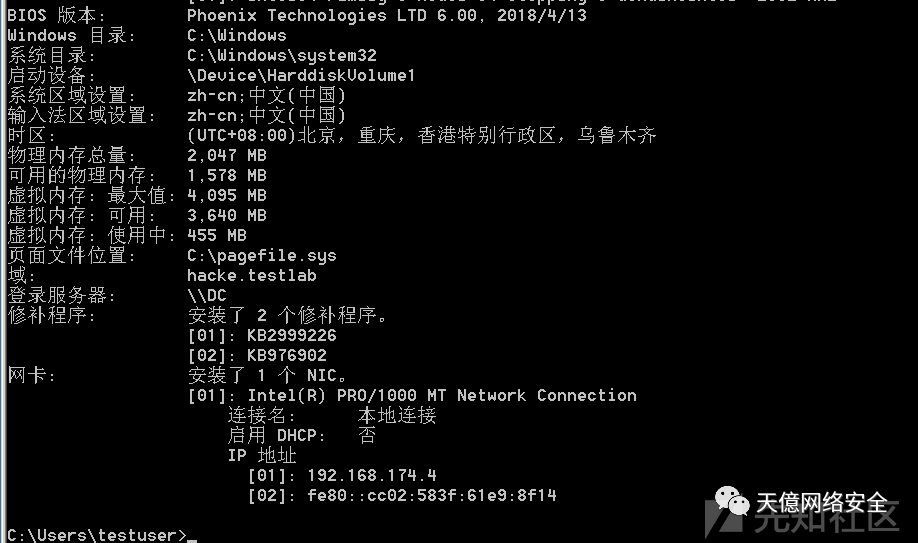 BIOS 版本:          Phoenix Technologies LTD 6.00, 2018/4/13
Windows 目录:      C:\Windows
系统目录:          C:\Windows\system32
启动设备:          \Device\HarddiskVolume1
系统区域设置:      zh-cn;中文(中国)
输入法区域设置:    zh-cn;中文(中国)
时区:              (UTC+08:00)北京，重庆，香港特别行政区，乌鲁木齐
物理内存总量:      2,047 MB
可用的物理内存:    1,578 MB
虚拟内存: 最大值: 4,095 MB
虚拟内存: 可用:   3,640 MB
虚拟内存: 使用中: 455 MB
页面文件位置:      C:\pagefile.sys
域:                hacke.testlab
登录服务器:        \\DC
修补程序:          安装了 2 个修补程序。
[01]: KB2999226
[02]: KB976902
网卡:              安装了 1 个 NIC。
[01]: Intel(R) PRO/1000 MT Network Connection
连接名:      本地连接
启用 DHCP:   否
IP 地址
[01]: 192.168.174.4
[02]: fe80::cc02:583f:61e9:8f14
天億网络安全
先知社区
C:\Users\testuser>_